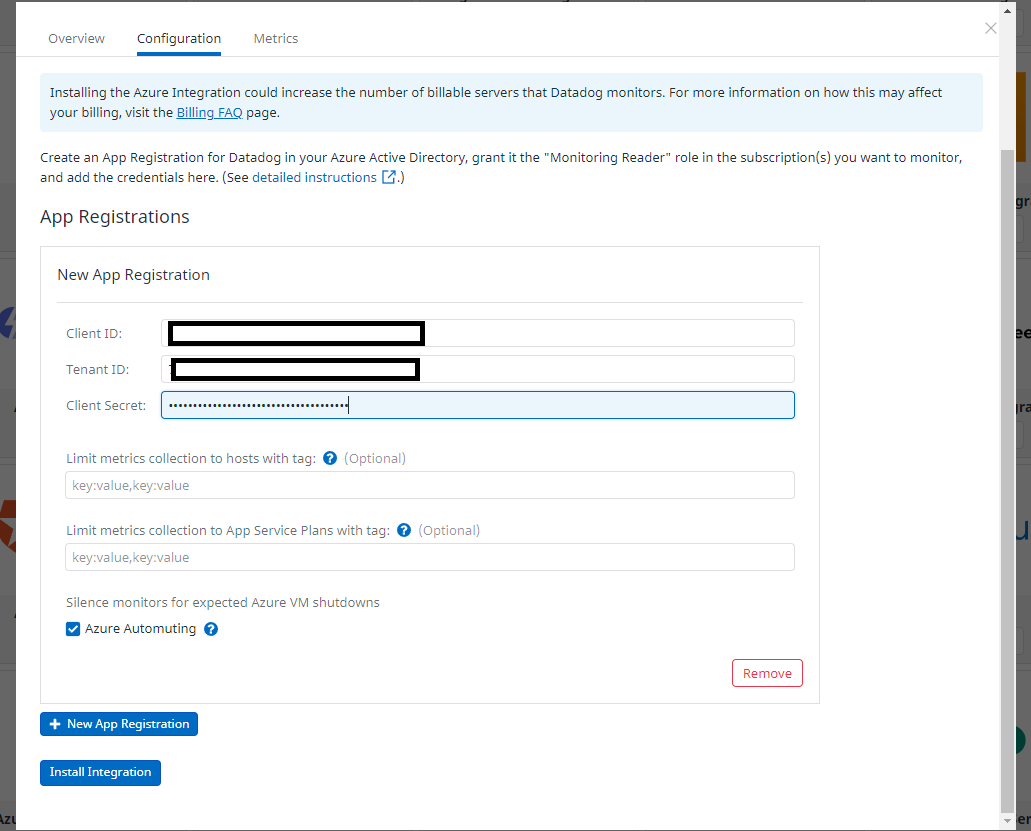 Overview Configuration Metrics
Installing the Azure Integration could increase the number of billable servers that Datadog monitors. For more information on how this may affect
your billing, visit the Billing FAQ page.
Create an App Registration for Datadog in your Azure Active Directory, grant it the "Monitoring Reader" role in the subscription(s) you want to monitor,
and add the credentials here. (See detailed instructions .)
App Registrations
New App Registration
Client ID:
Tenant ID:
Client Secret: •••••••••••••••••••••••••••••••••••••
Limit metrics collection to hosts with tag: ? (Optional)
key:value,key:value
Limit metrics collection to App Service Plans with tag: ? (Optional)
key:value,key:value
Silence monitors for expected Azure VM shutdowns
Azure Automuting ?
Remove
+ New App Registration
Install Integration